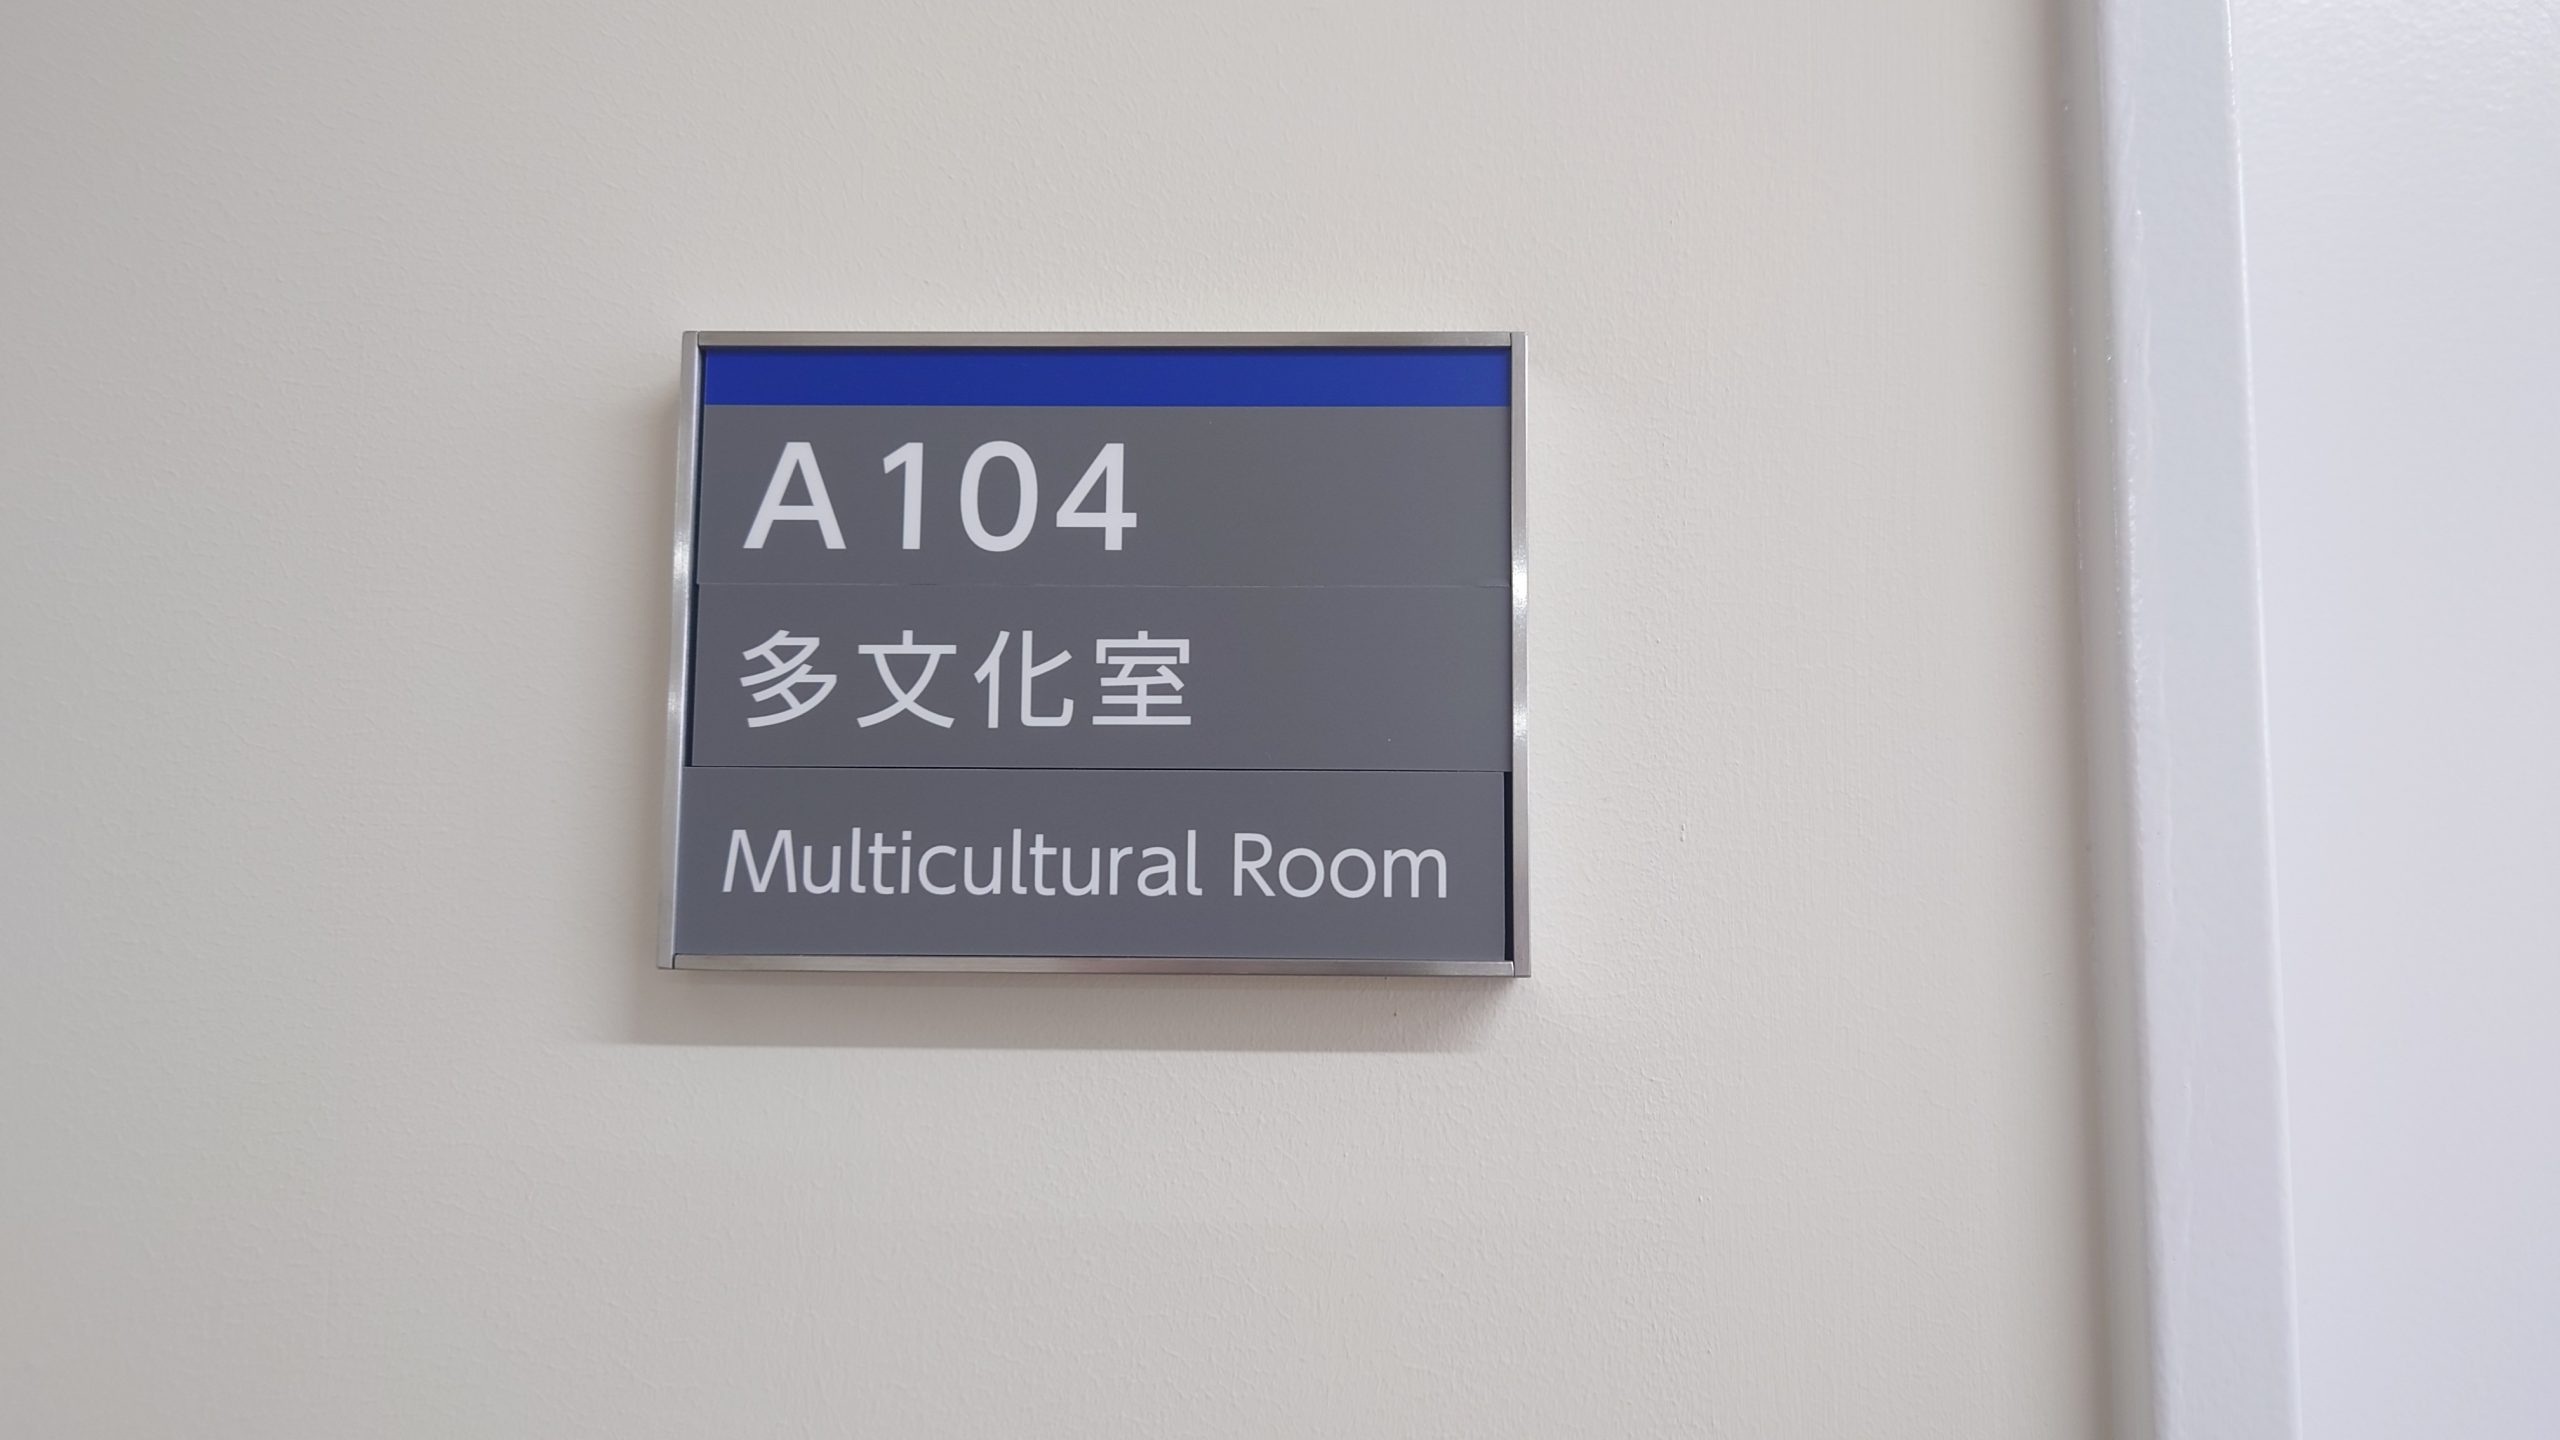 A104
多文化室
Multicultural Room